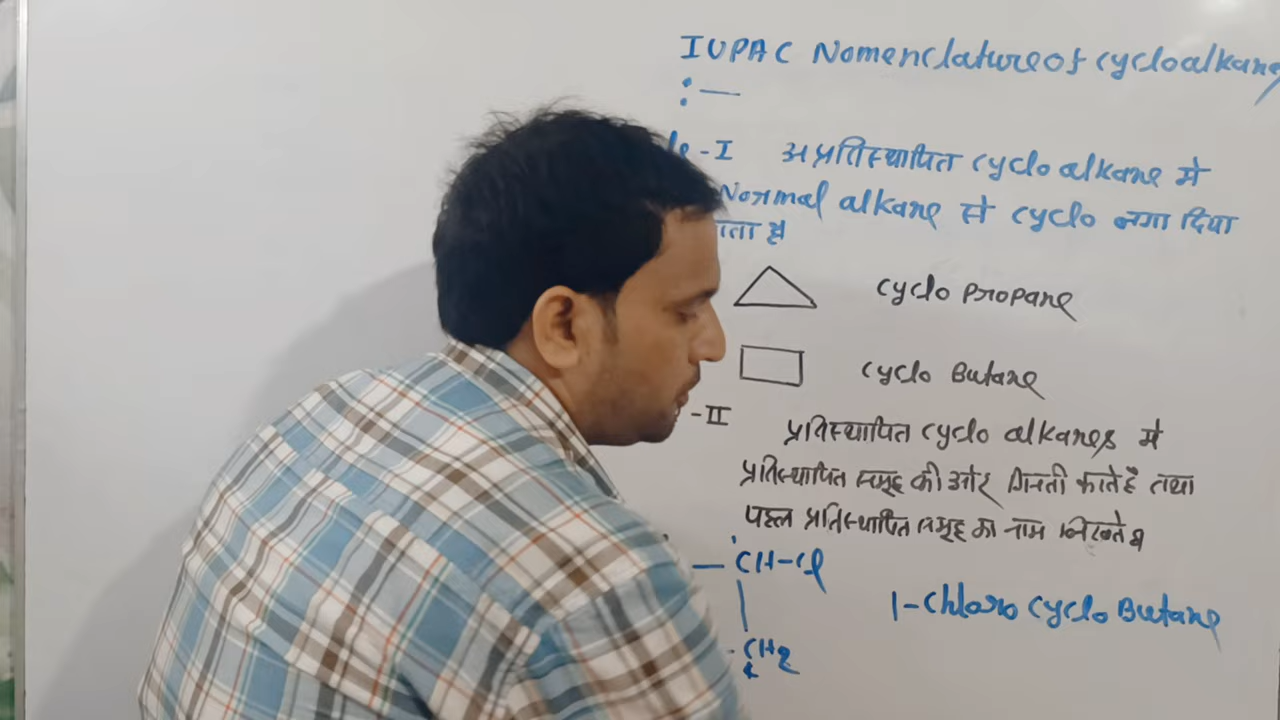 IUPAC Nomenclature of cycloalkane
:—
-I अप्रतिस्थापित cyclo alkane मे
Normal alkane से cyclo लगा दिया
ता है
cyclo propane
cyclo Butane
-II प्रतिस्थापित cyclo alkanes मे
प्रतिस्थापित समूह की ओर गिनती करते है तथा
पहल प्रतिस्थापित समूह का नाम लिखते
— CH-Cl
1-chloro cyclo Butane
CH2